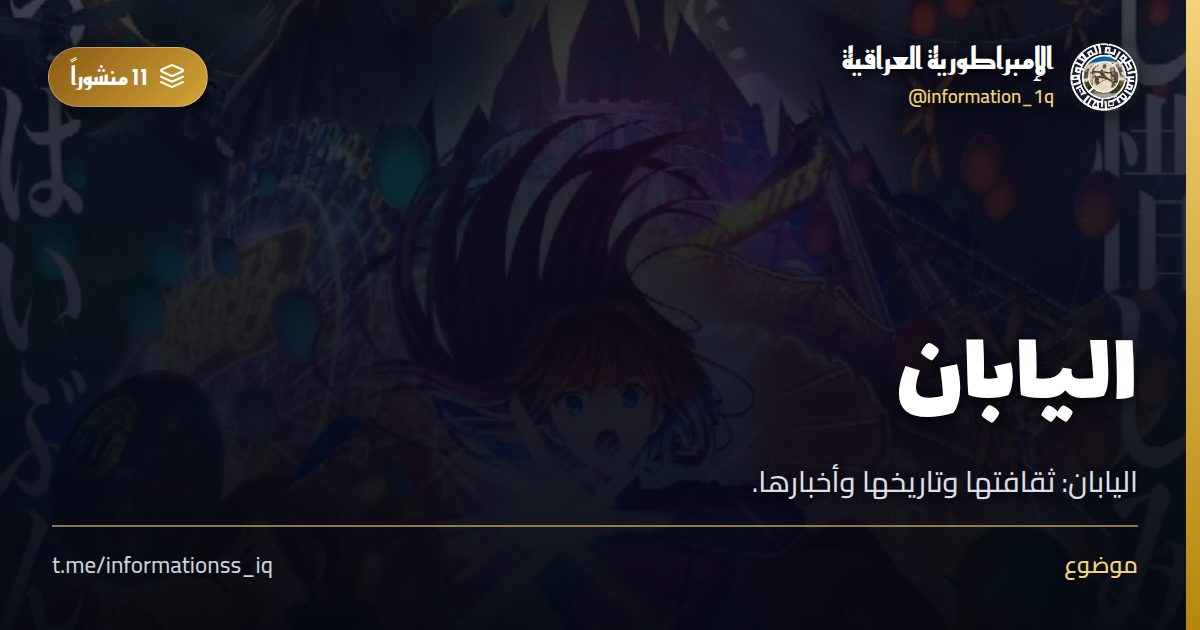 الإمبراطورية العراقية
@information_1q
11 منشوراً
اليابان
اليابان: ثقافتها وتاريخها وأخبارها.
موضوع
t.me/informationss_iq